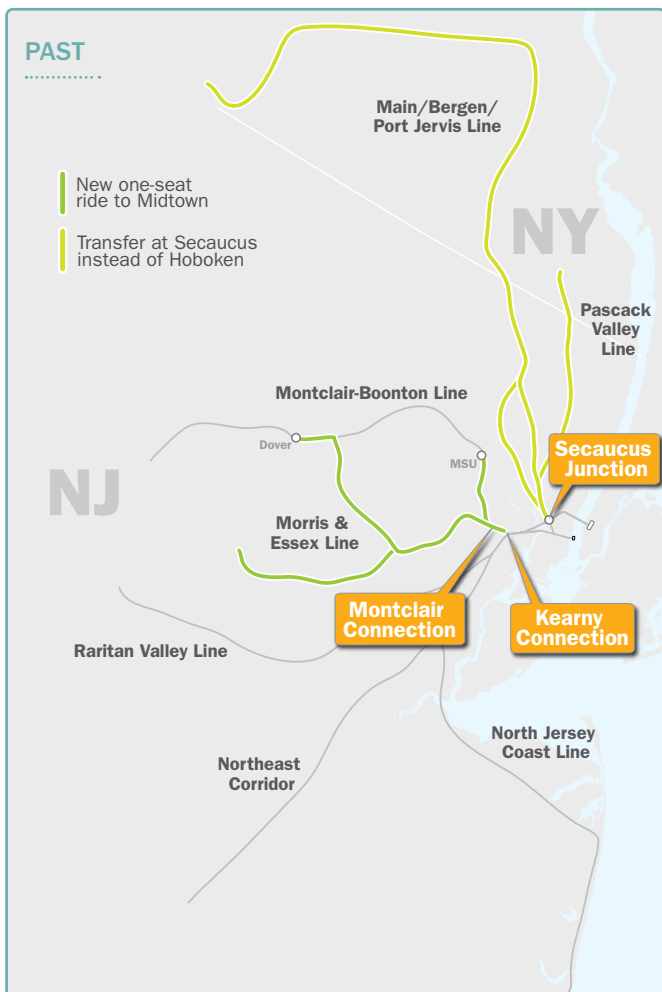 PAST
Main/Bergen/
Port Jervis Line
New one-seat
ride to Midtown
Transfer at Secaucus
instead of Hoboken
NY
Pascack
Valley
Line
Montclair-Boonton Line
Dover
MSU
Secaucus
Junction
NJ
Morris &
Essex Line
Montclair
Connection
Kearny
Connection
Raritan Valley Line
North Jersey
Coast Line
Northeast
Corridor